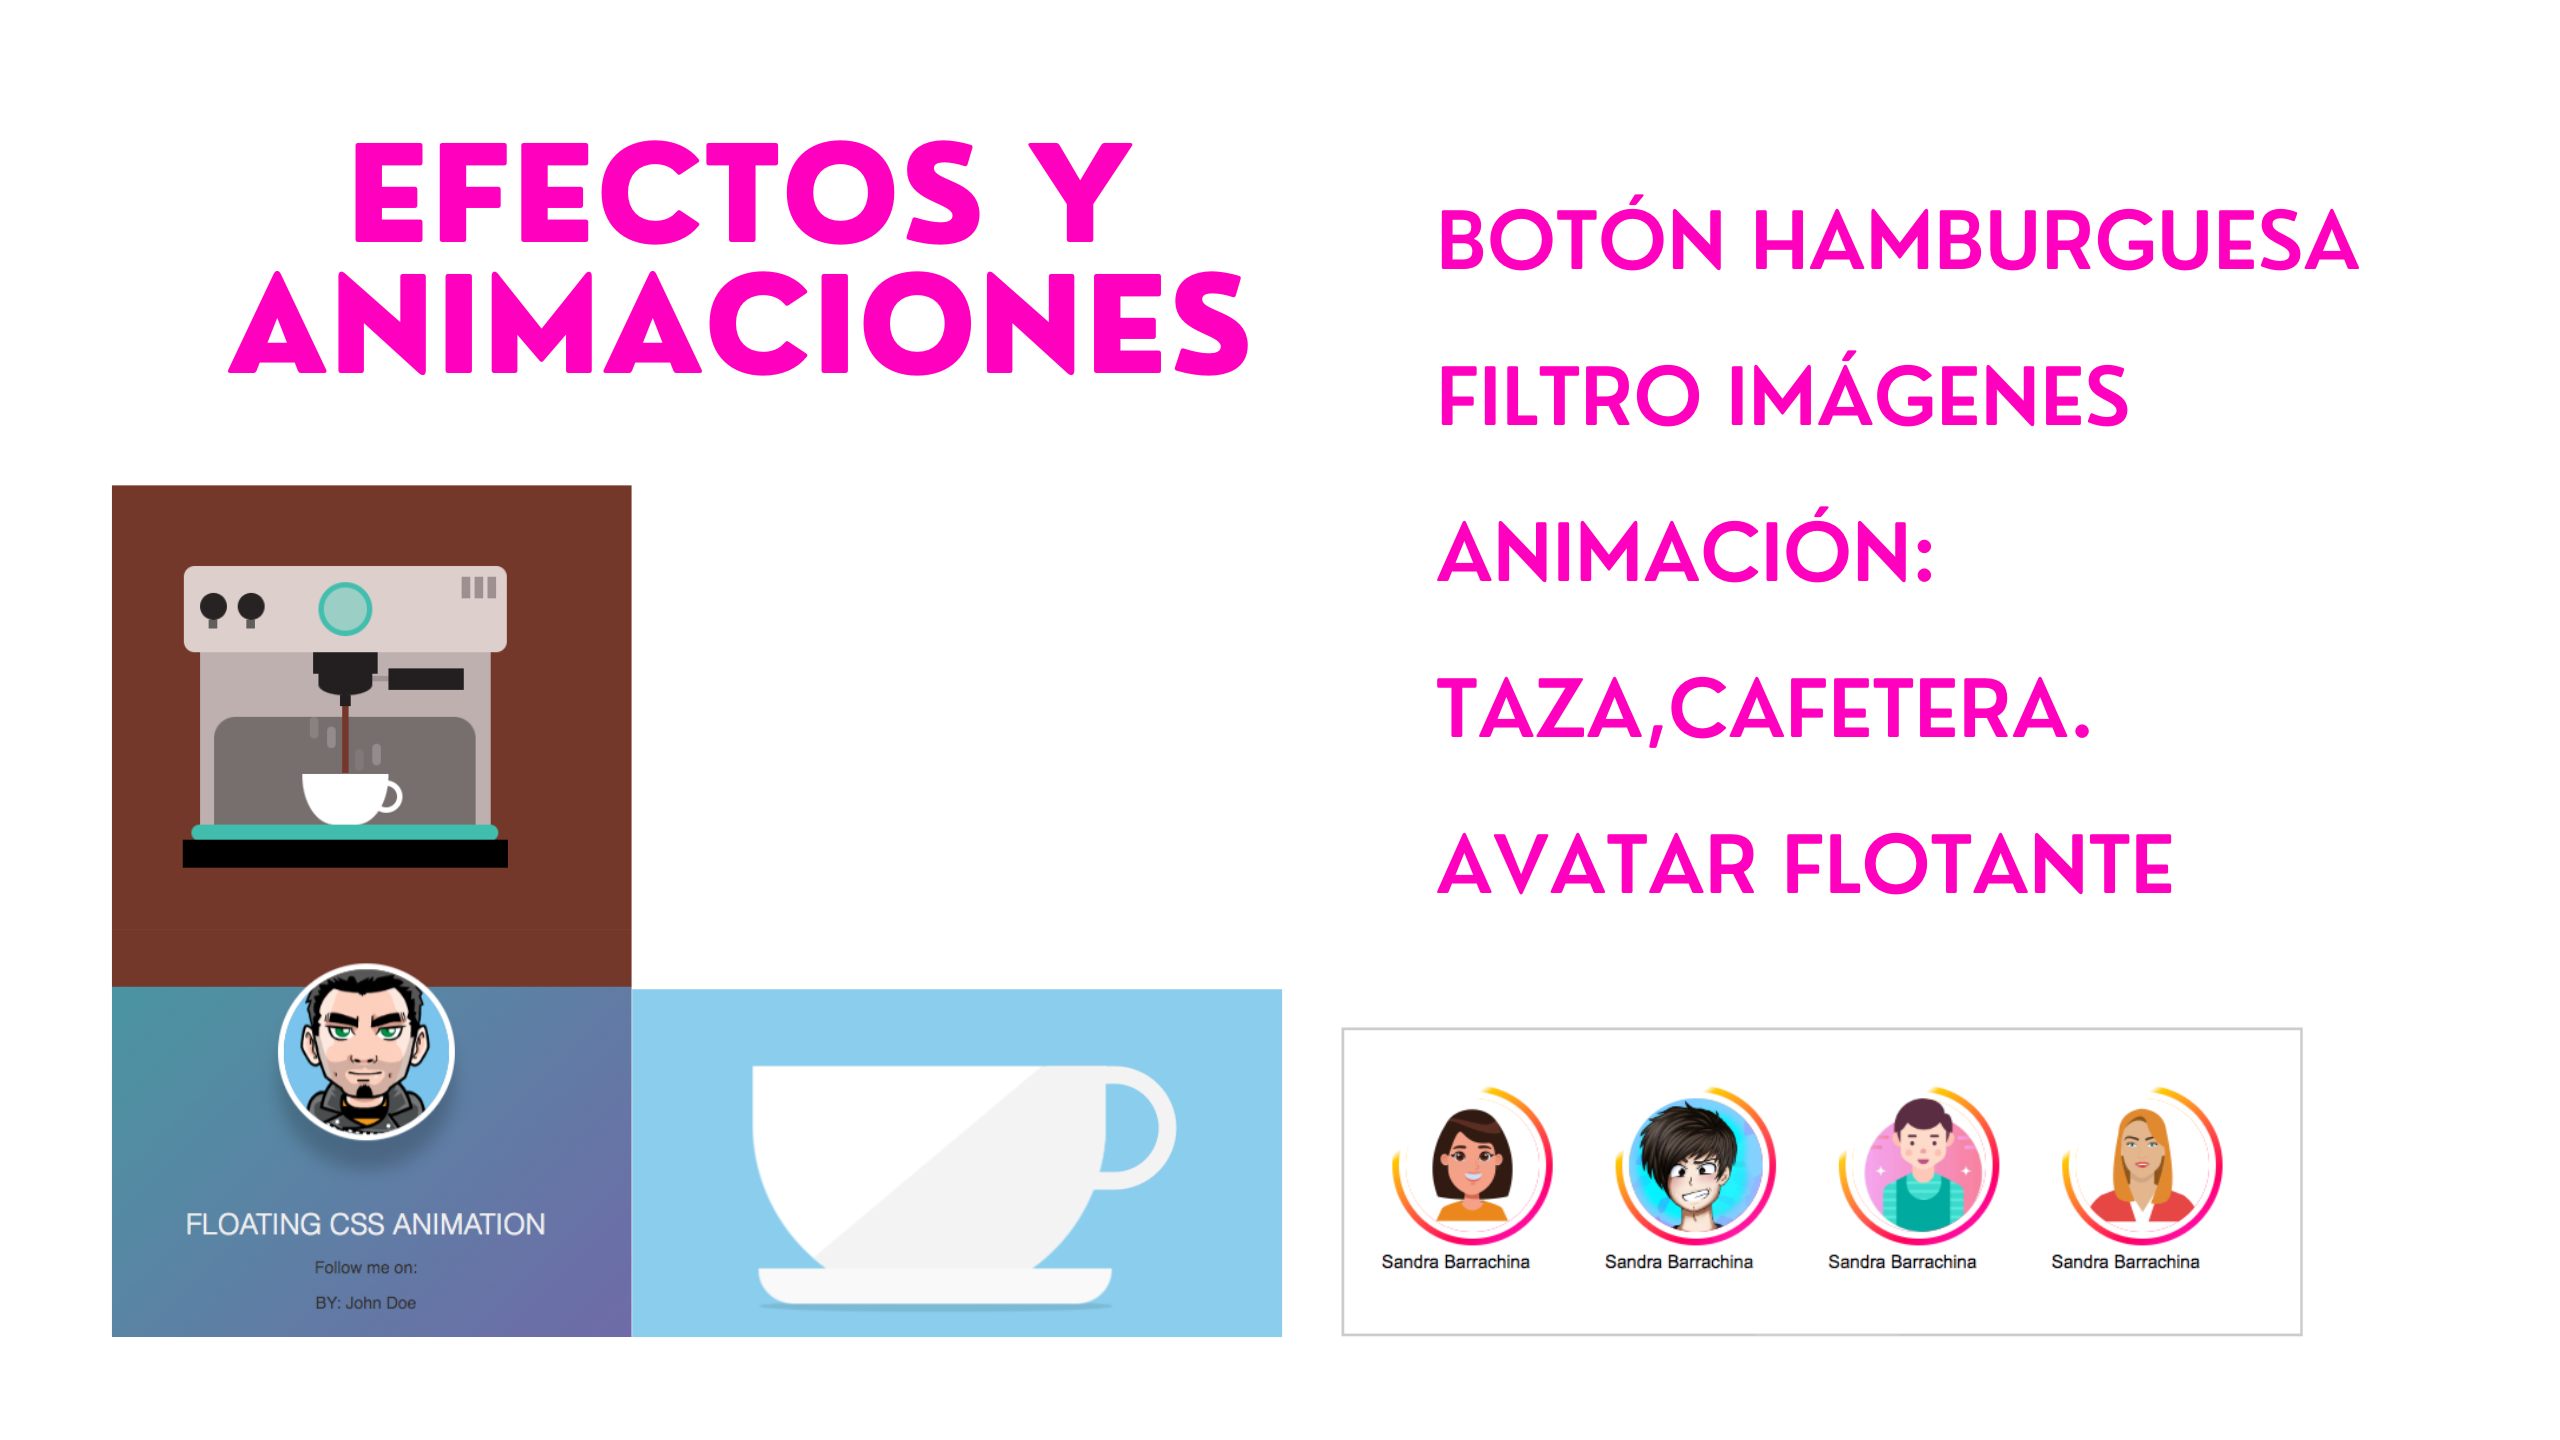 EFECTOS Y
ANIMACIONES
BOTÓN HAMBURGUESA
FILTRO IMÁGENES
ANIMACIÓN:
TAZA,CAFETERA.
AVATAR FLOTANTE
FLOATING CSS ANIMATION
Follow me on:
BY: John Doe
Sandra Barrachina
Sandra Barrachina
Sandra Barrachina
Sandra Barrachina